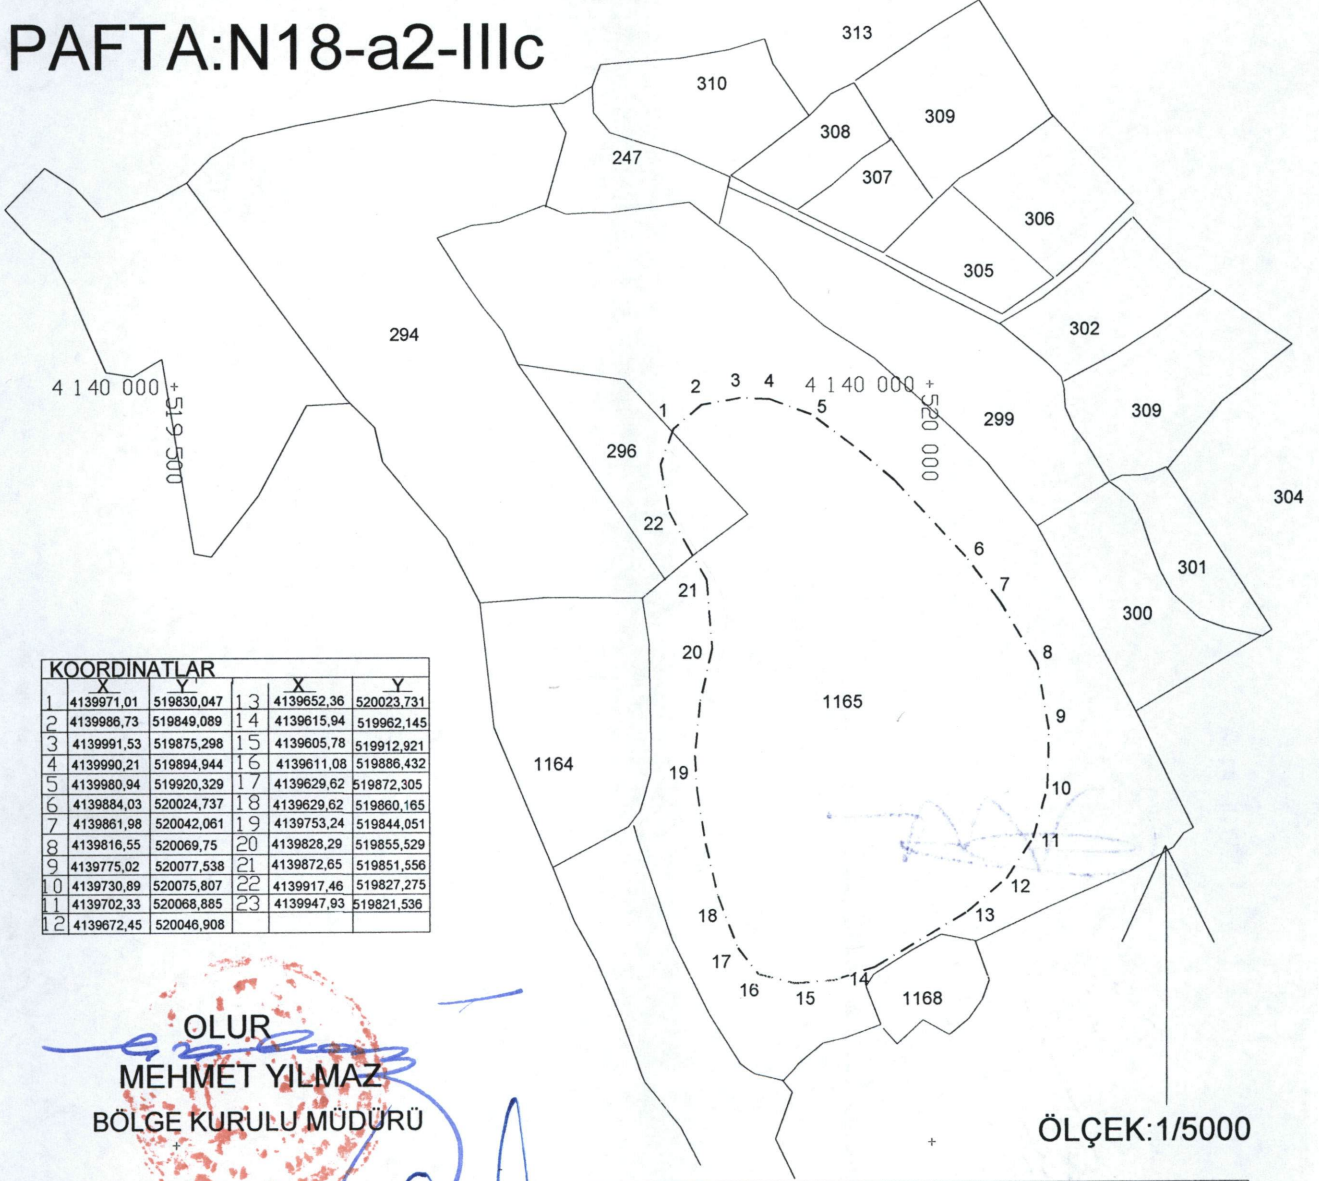 PAFTA:N18-a2-IIIc
313
310
309
308
247
307
306
305
294
302
4 140 000
519 500
1 2 3 4 5
4 140 000
520 000
299
309
296
304
22
6
301
7
21
300
20
8
1165
9
1164
19
10
11
12
18
13
17
14
16
15
1168
KOORDİNATLAR
X Y X Y
1 4139971,01 519830,047 13 4139652,36 520023,731
2 4139986,73 519849,089 14 4139615,94 519962,145
3 4139991,53 519875,298 15 4139605,78 519912,921
4 4139990,21 519894,944 16 4139611,08 519886,432
5 4139980,94 519920,329 17 4139629,62 519872,305
6 4139884,03 520024,737 18 4139629,62 519860,165
7 4139861,98 520042,061 19 4139753,24 519844,051
8 4139816,55 520069,75 20 4139828,29 519855,529
9 4139775,02 520077,538 21 4139872,65 519851,556
10 4139730,89 520075,807 22 4139917,46 519827,275
11 4139702,33 520068,885 23 4139947,93 519821,536
12 4139672,45 520046,908
OLUR
MEHMET YILMAZ
BÖLGE KURULU MÜDÜRÜ
ÖLÇEK:1/5000